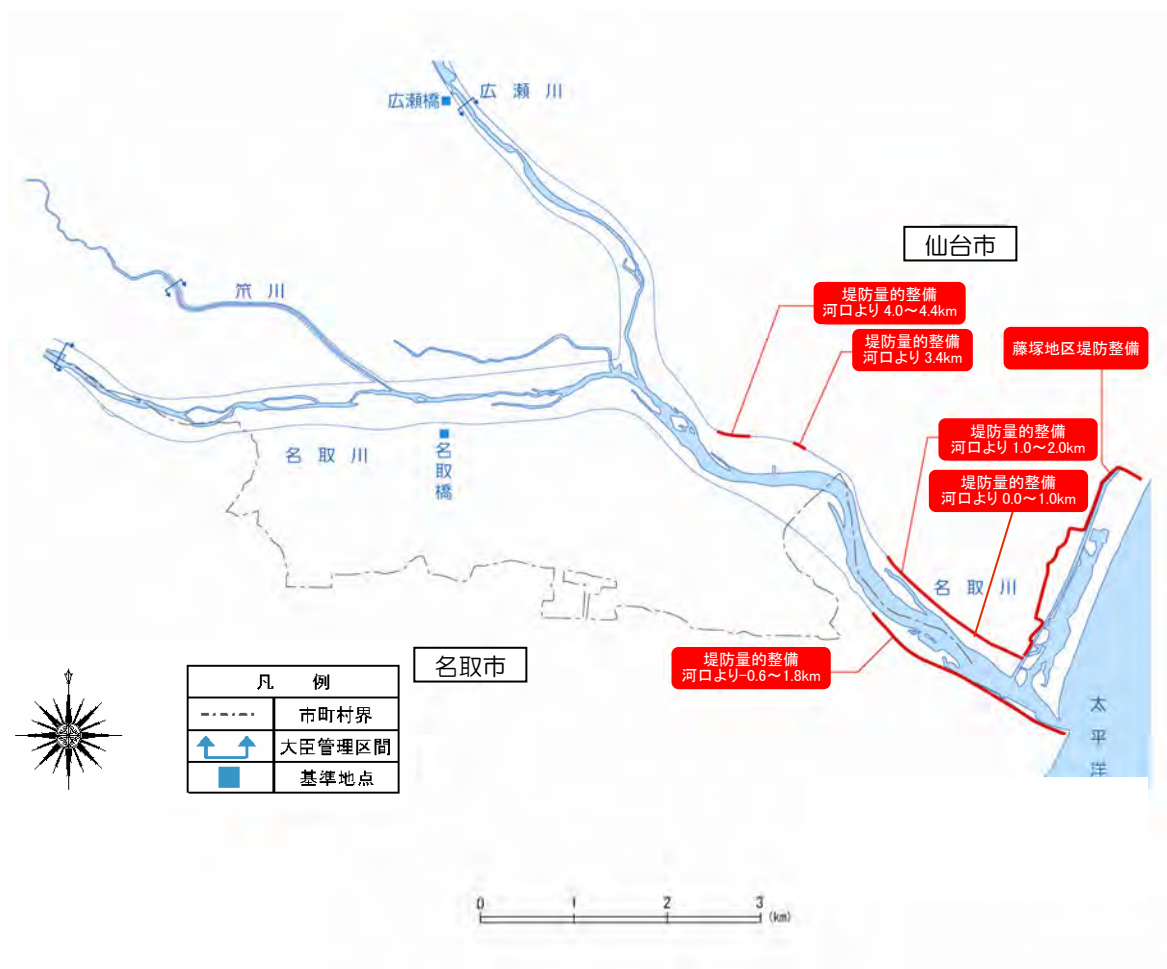 広瀬川
広瀬橋
仙台市
笊川
堤防量的整備
河口より 4.0～4.4km
堤防量的整備
河口より 3.4km
藤塚地区堤防整備
堤防量的整備
河口より 1.0～2.0km
名取川
名取橋
堤防量的整備
河口より 0.0～1.0km
名取川
堤防量的整備
河口より-0.6～1.8km
名取市
太平洋
凡例
市町村界
大臣管理区間
基準地点
0 1 2 3 (km)